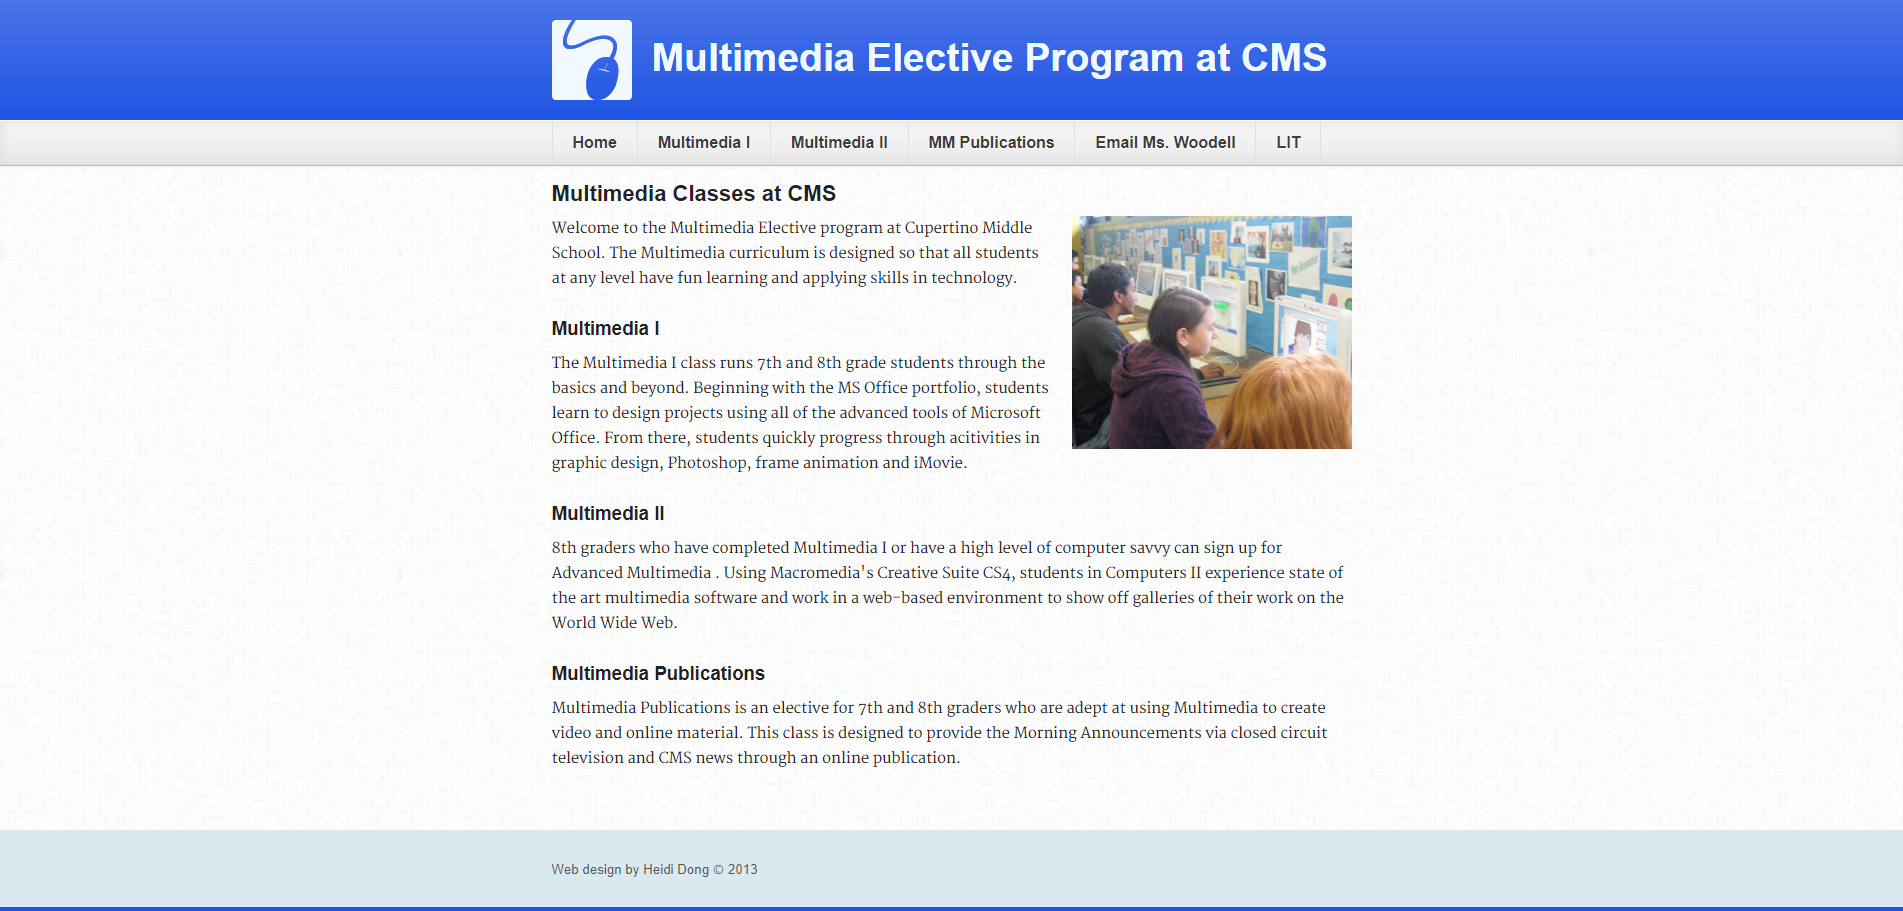 Multimedia Elective Program at CMS
Home Multimedia I Multimedia II MM Publications Email Ms. Woodell LIT
Multimedia Classes at CMS
Welcome to the Multimedia Elective program at Cupertino Middle
School. The Multimedia curriculum is designed so that all students
at any level have fun learning and applying skills in technology.
Multimedia I
The Multimedia I class runs 7th and 8th grade students through the
basics and beyond. Beginning with the MS Office portfolio, students
learn to design projects using all of the advanced tools of Microsoft
Office. From there, students quickly progress through acitivities in
graphic design, Photoshop, frame animation and iMovie.
Multimedia II
8th graders who have completed Multimedia I or have a high level of computer savvy can sign up for
Advanced Multimedia . Using Macromedia's Creative Suite CS4, students in Computers II experience state of
the art multimedia software and work in a web-based environment to show off galleries of their work on the
World Wide Web.
Multimedia Publications
Multimedia Publications is an elective for 7th and 8th graders who are adept at using Multimedia to create
video and online material. This class is designed to provide the Morning Announcements via closed circuit
television and CMS news through an online publication.
Web design by Heidi Dong © 2013